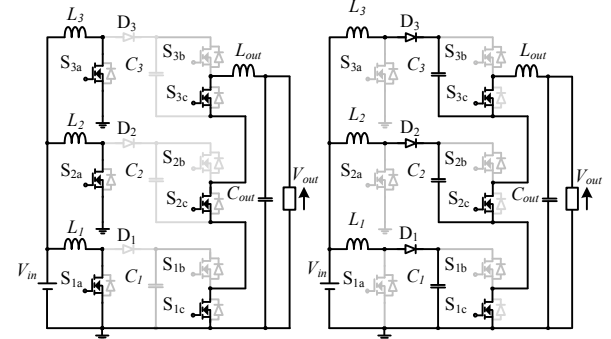 L3
D3
S3b
Lout
S3a
C3
S3c
L2
D2
S2b
S2a
C2
Vout
S2c
Cout
L1
D1
Vin
S1b
S1a
C1
S1c
L3
D3
S3b
Lout
S3a
C3
S3c
L2
D2
S2b
S2a
C2
Vout
S2c
Cout
L1
D1
Vin
S1b
S1a
C1
S1c